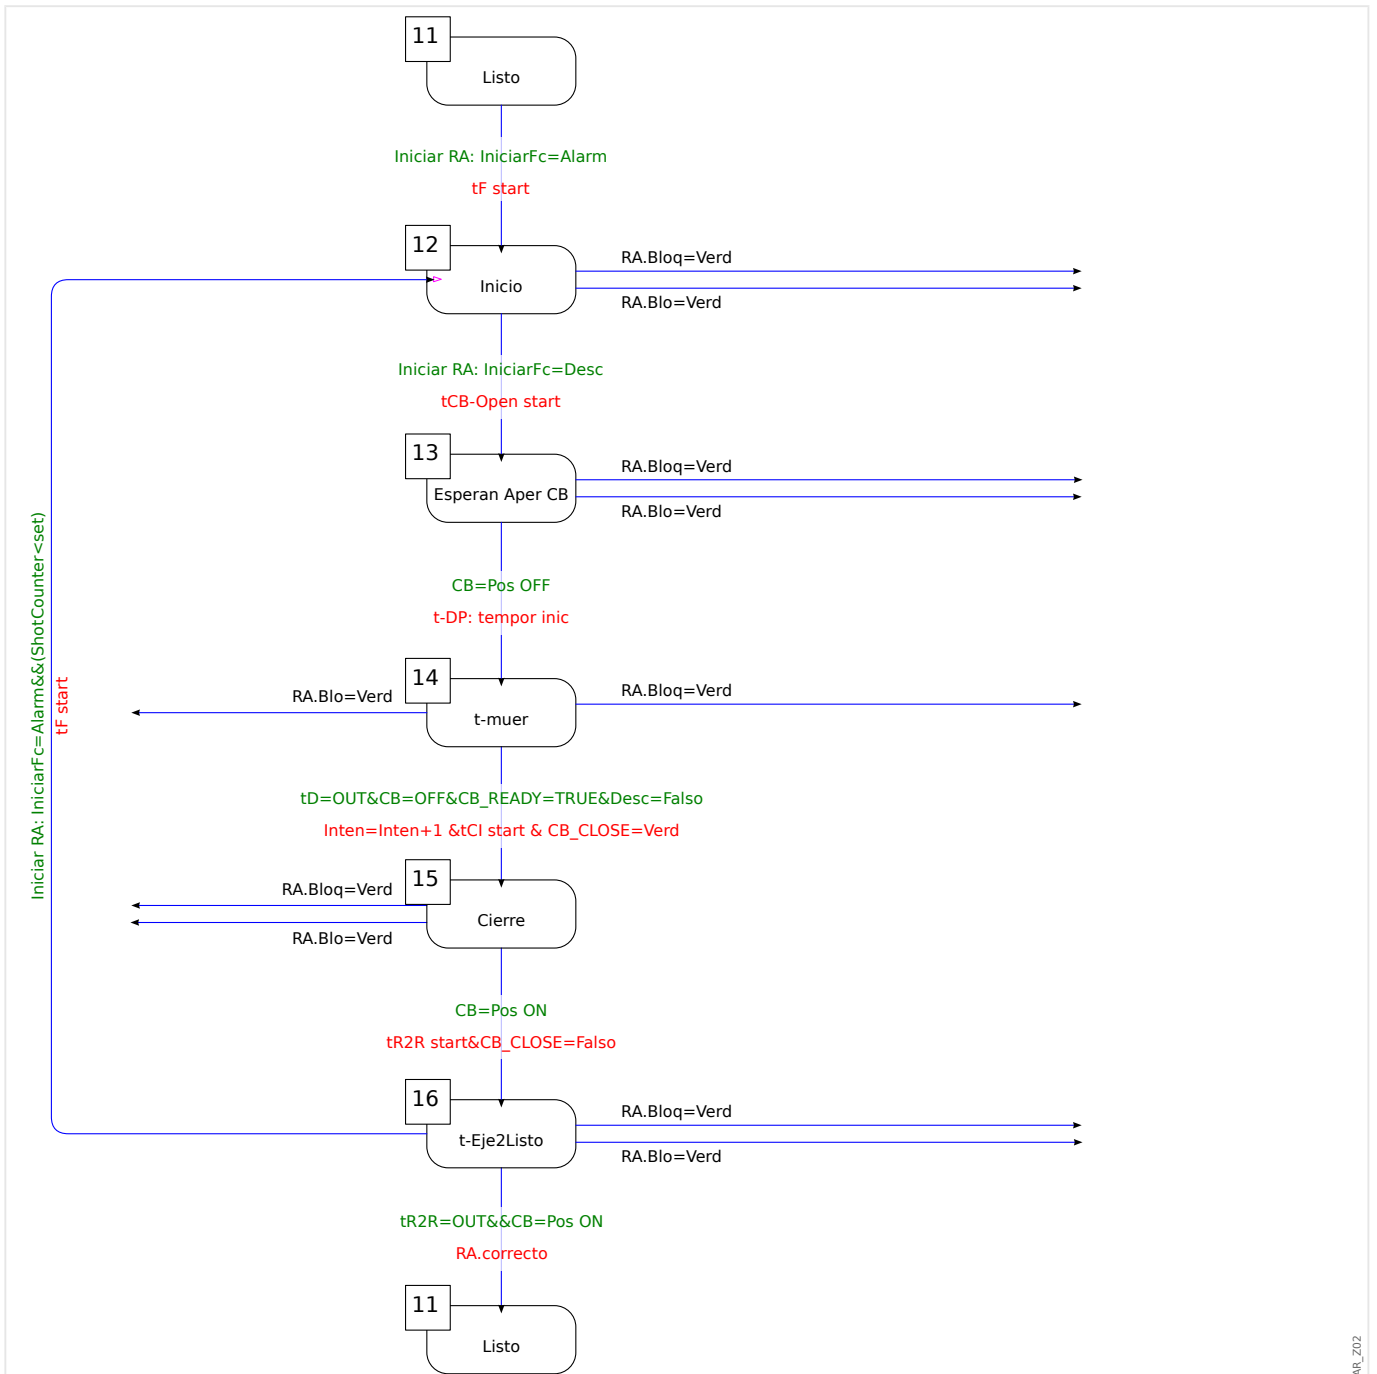 11
Listo
Iniciar RA: IniciarFc=Alarm
tF start
12
Inicio
RA.Bloq=Verd
RA.Blo=Verd
Iniciar RA: IniciarFc=Desc
tCB-Open start
13
Esperan Aper CB
RA.Bloq=Verd
RA.Blo=Verd
CB=Pos OFF
t-DP: tempor inic
14
t-muer
RA.Blo=Verd
RA.Bloq=Verd
Iniciar RA: IniciarFc=Alarm&&(ShotCounter<set)
tF start
tD=OUT&CB=OFF&CB_READY=TRUE&Desc=Falso
Inten=Inten+1 &tCI start & CB_CLOSE=Verd
15
Cierre
RA.Bloq=Verd
RA.Blo=Verd
CB=Pos ON
tR2R start&CB_CLOSE=Falso
16
t-Eje2Listo
RA.Bloq=Verd
RA.Blo=Verd
tR2R=OUT&&CB=Pos ON
RA.correcto
11
Listo
AR_Z02